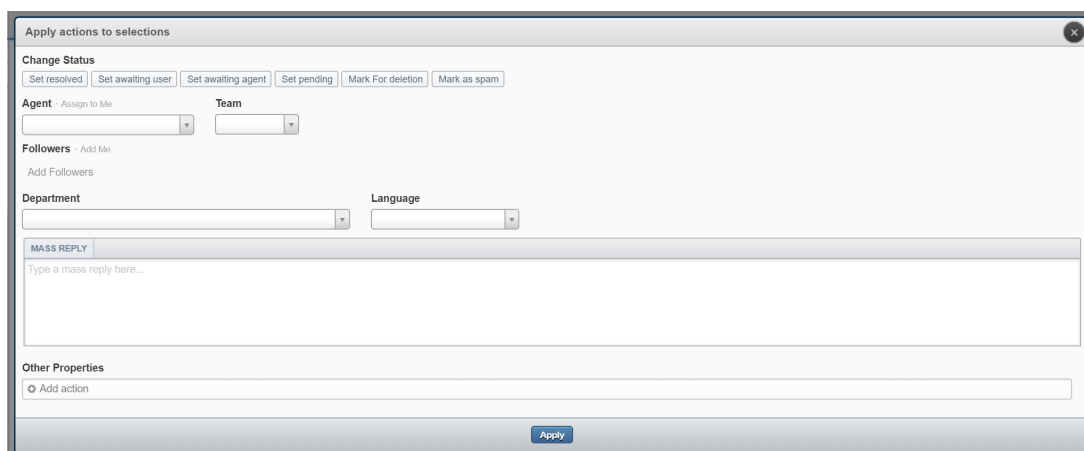 Apply actions to selections
Change Status
Set resolved Set awaiting user Set awaiting agent Set pending Mark For deletion Mark as spam
Agent · Assign to Me Team
Followers · Add Me
Add Followers
Department Language
MASS REPLY
Type a mass reply here...
Other Properties
Add action
Apply